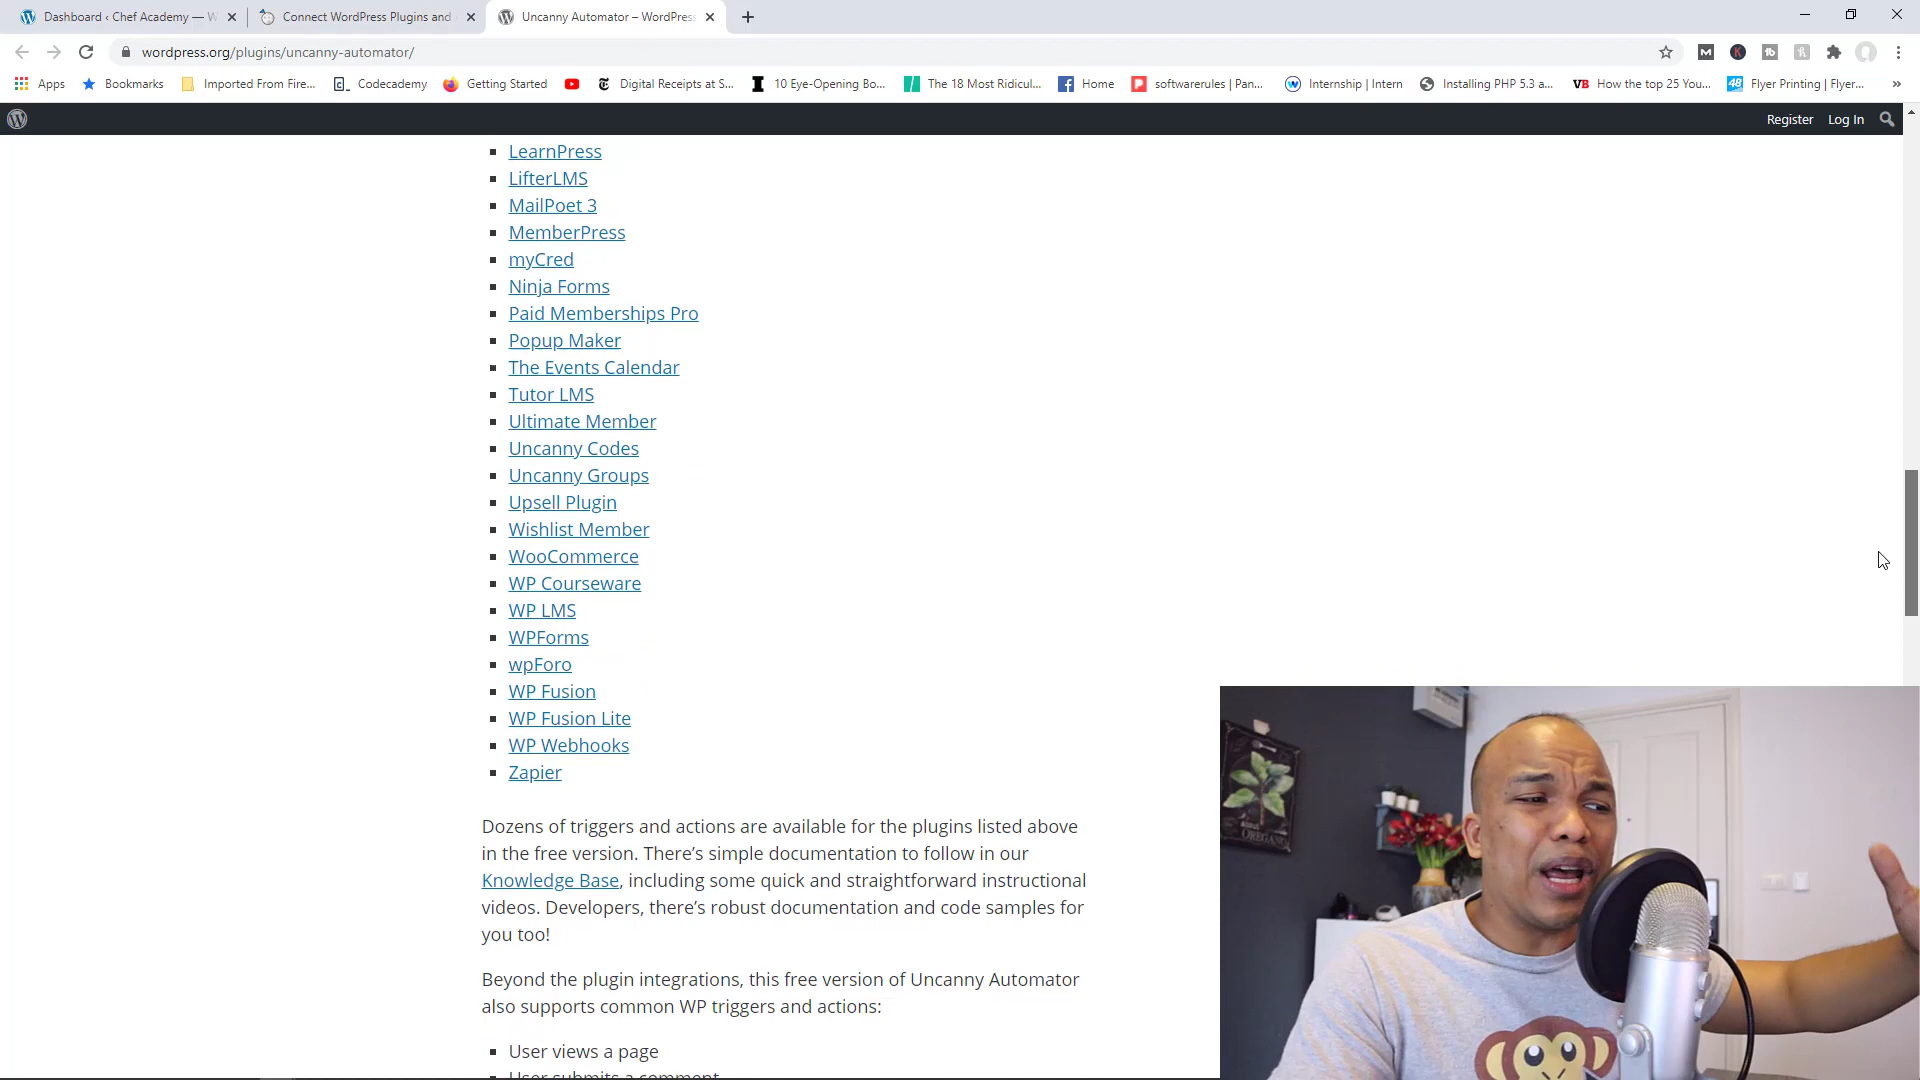 Dashboard ‹ Chef Academy — W
Connect WordPress Plugins and
Uncanny Automator – WordPress
wordpress.org/plugins/uncanny-automator/
Apps
Bookmarks
Imported From Fire...
Codecademy
Getting Started
Digital Receipts at S...
10 Eye-Opening Bo...
The 18 Most Ridicul...
Home
softwarerules | Pan...
Internship | Intern
Installing PHP 5.3 a...
How the top 25 You...
Flyer Printing | Flyer...
Register
Log In
LearnPress
LifterLMS
MailPoet 3
MemberPress
myCred
Ninja Forms
Paid Memberships Pro
Popup Maker
The Events Calendar
Tutor LMS
Ultimate Member
Uncanny Codes
Uncanny Groups
Upsell Plugin
Wishlist Member
WooCommerce
WP Courseware
WP LMS
WPForms
wpForo
WP Fusion
WP Fusion Lite
WP Webhooks
Zapier
Dozens of triggers and actions are available for the plugins listed above
in the free version. There’s simple documentation to follow in our
Knowledge Base, including some quick and straightforward instructional
videos. Developers, there’s robust documentation and code samples for
you too!
Beyond the plugin integrations, this free version of Uncanny Automator
also supports common WP triggers and actions:
User views a page
User submits a comment
OREGANO